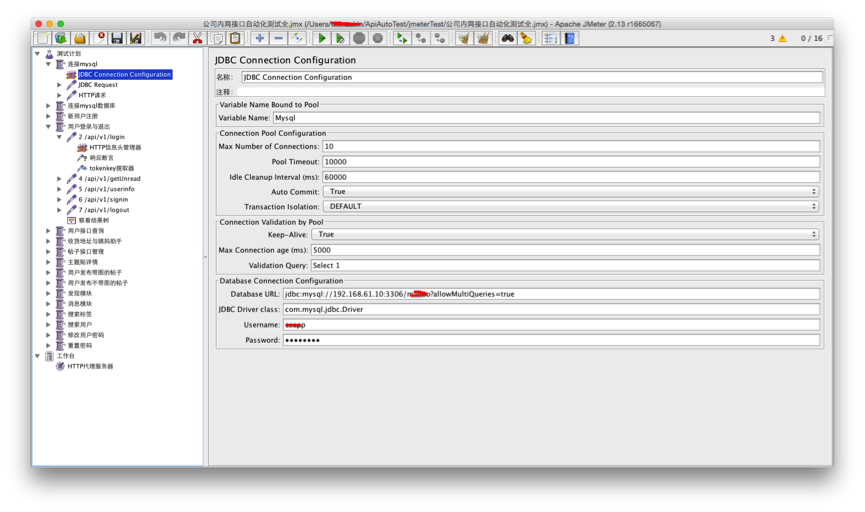 公司内网接口自动化测试全.jmx (/Users/ /ApiAutoTest/jmeterTest/公司内网接口自动化测试全.jmx) - Apache JMeter (2.13 r1665067)
3 0 / 16
测试计划
连接mysql
JDBC Connection Configuration
JDBC Request
HTTP请求
连接mysql数据库
新用户注册
用户登录与退出
2 /api/v1/login
HTTP信息头管理器
响应断言
tokenkey提取器
4 /api/v1/getUnread
5 /api/v1/userinfo
6 /api/v1/signin
7 /api/v1/logout
察看结果树
用户接口查询
收货地址与姨妈助手
帖子接口管理
主题贴详情
用户发布带图的帖子
用户发布不带图的帖子
发现模块
消息模块
搜索标签
搜索用户
修改用户密码
重置密码
工作台
HTTP代理服务器
JDBC Connection Configuration
名称: JDBC Connection Configuration
注释:
Variable Name Bound to Pool
Variable Name: Mysql
Connection Pool Configuration
Max Number of Connections: 10
Pool Timeout: 10000
Idle Cleanup Interval (ms): 60000
Auto Commit: True
Transaction Isolation: DEFAULT
Connection Validation by Pool
Keep-Alive: True
Max Connection age (ms): 5000
Validation Query: Select 1
Database Connection Configuration
Database URL: jdbc:mysql://192.168.61.10:3306/ ?allowMultiQueries=true
JDBC Driver class: com.mysql.jdbc.Driver
Username:
Password: ••••••••